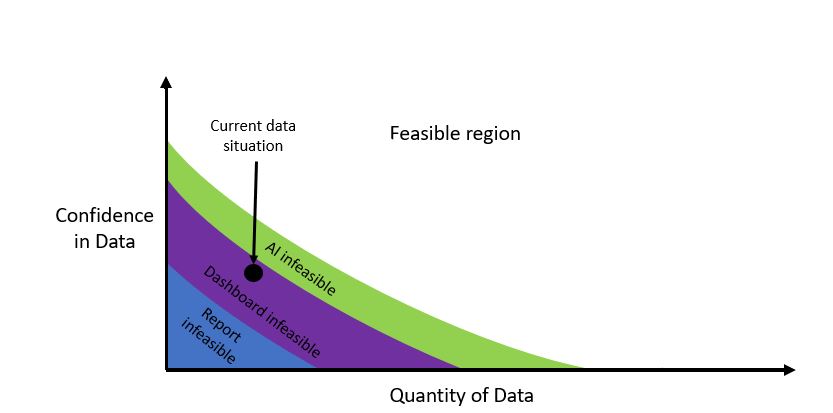 Current data
situation
Feasible region
Confidence
in Data
AI infeasible
Dashboard infeasible
Report
infeasible
Quantity of Data